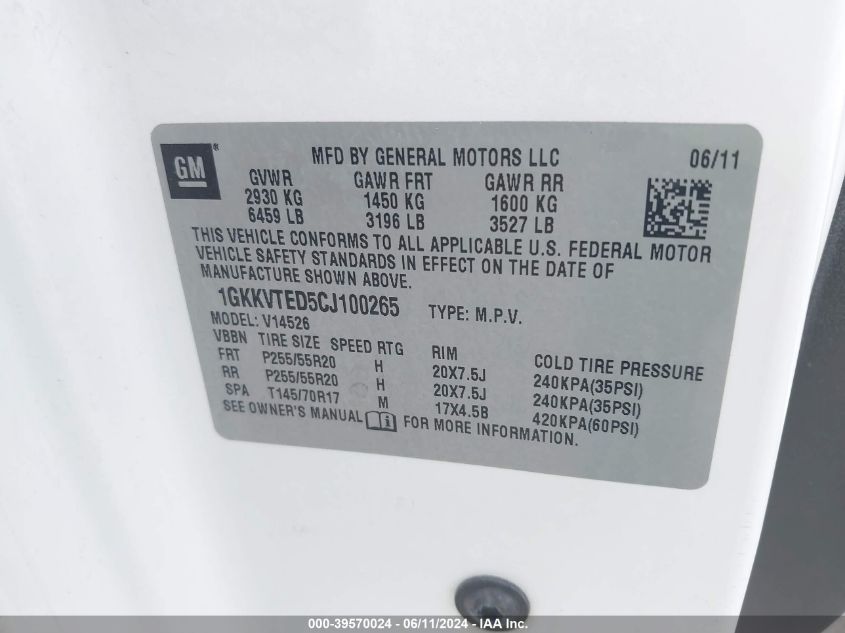 GM®
MFD BY GENERAL MOTORS LLC 06/11
GVWR GAWR FRT GAWR RR
2930 KG 1450 KG 1600 KG
6459 LB 3196 LB 3527 LB
THIS VEHICLE CONFORMS TO ALL APPLICABLE U.S. FEDERAL MOTOR
VEHICLE SAFETY STANDARDS IN EFFECT ON THE DATE OF
MANUFACTURE SHOWN ABOVE.
1GKKVTED5CJ100265 TYPE: M.P.V.
MODEL: V14526
VBBN TIRE SIZE SPEED RTG RIM COLD TIRE PRESSURE
FRT P255/55R20 H 20X7.5J 240KPA(35PSI)
RR P255/55R20 H 20X7.5J 240KPA(35PSI)
SPA T145/70R17 M 17X4.5B 420KPA(60PSI)
SEE OWNER'S MANUAL FOR MORE INFORMATION.
000-39570024 - 06/11/2024 - IAA Inc.